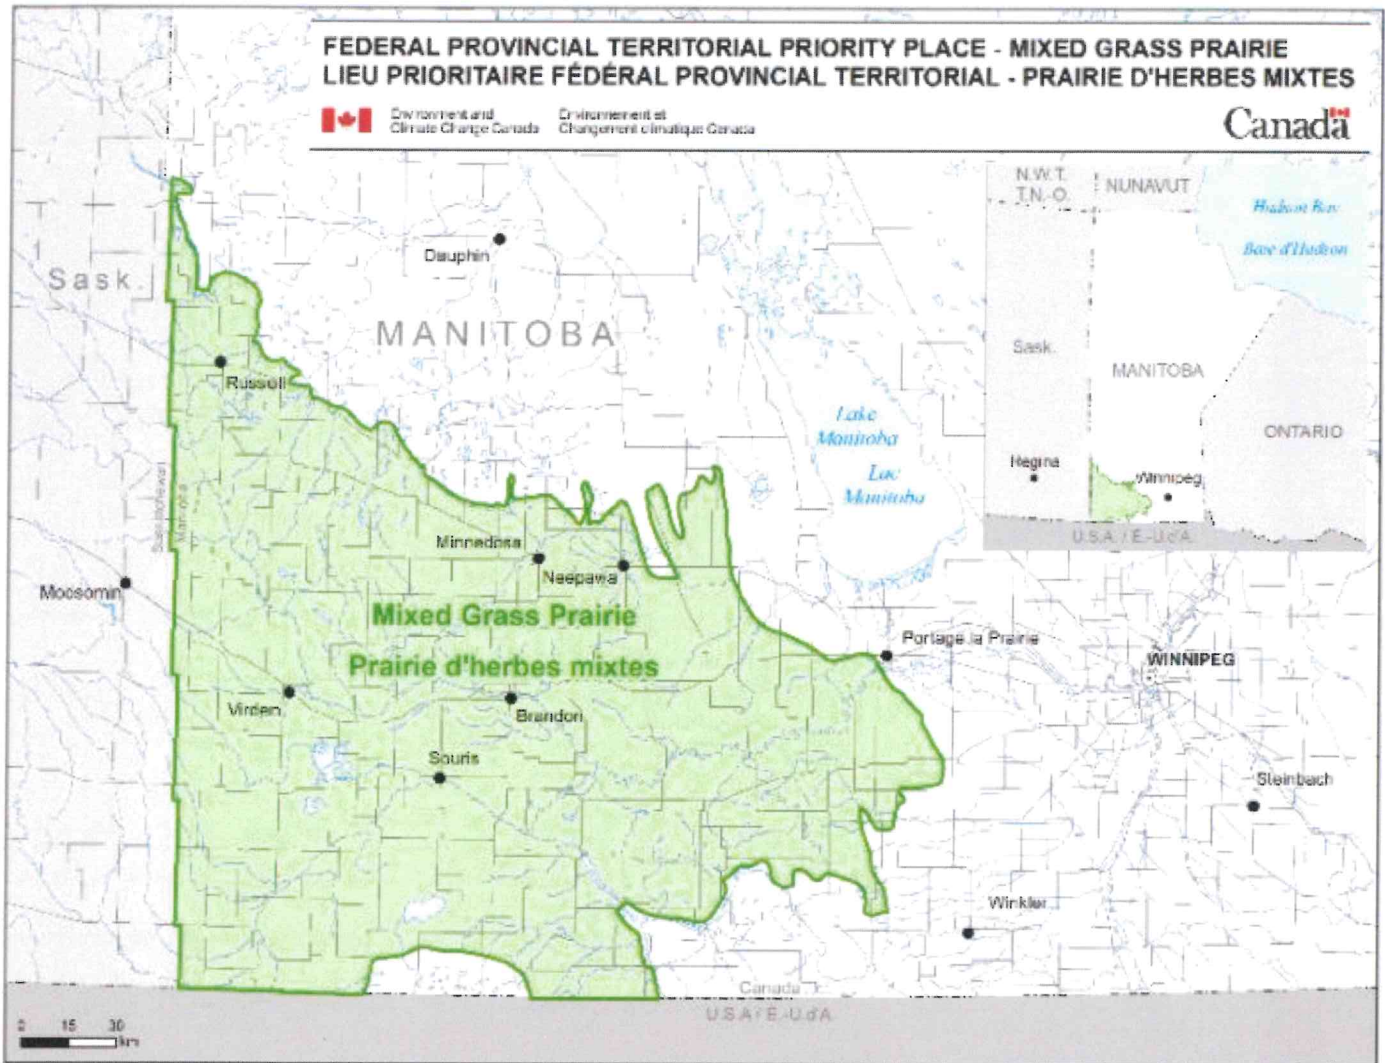 FEDERAL PROVINCIAL TERRITORIAL PRIORITY PLACE - MIXED GRASS PRAIRIE
LIEU PRIORITAIRE FÉDÉRAL PROVINCIAL TERRITORIAL - PRAIRIE D'HERBES MIXTES
Environment and
Climate Change Canada
Environnement et
Changement climatique Canada
Canada
N.W.T.
T.N.-O.
NUNAVUT
Hudson Bay
Baie d'Hudson
Sask.
MANITOBA
ONTARIO
Regina
Winnipeg
U.S.A. / É.-U.d'A.
Dauphin
Sask.
MANITOBA
Russell
Lake
Manitoba
Lac
Manitoba
Saskatchewan
Manitoba
Minnedosa
Neepawa
Moosomin
Mixed Grass Prairie
Prairie d'herbes mixtes
Portage la Prairie
WINNIPEG
Virden
Brandon
Souris
Steinbach
Winkler
Canada
U.S.A / É.-U.d'A.
0 15 30
km